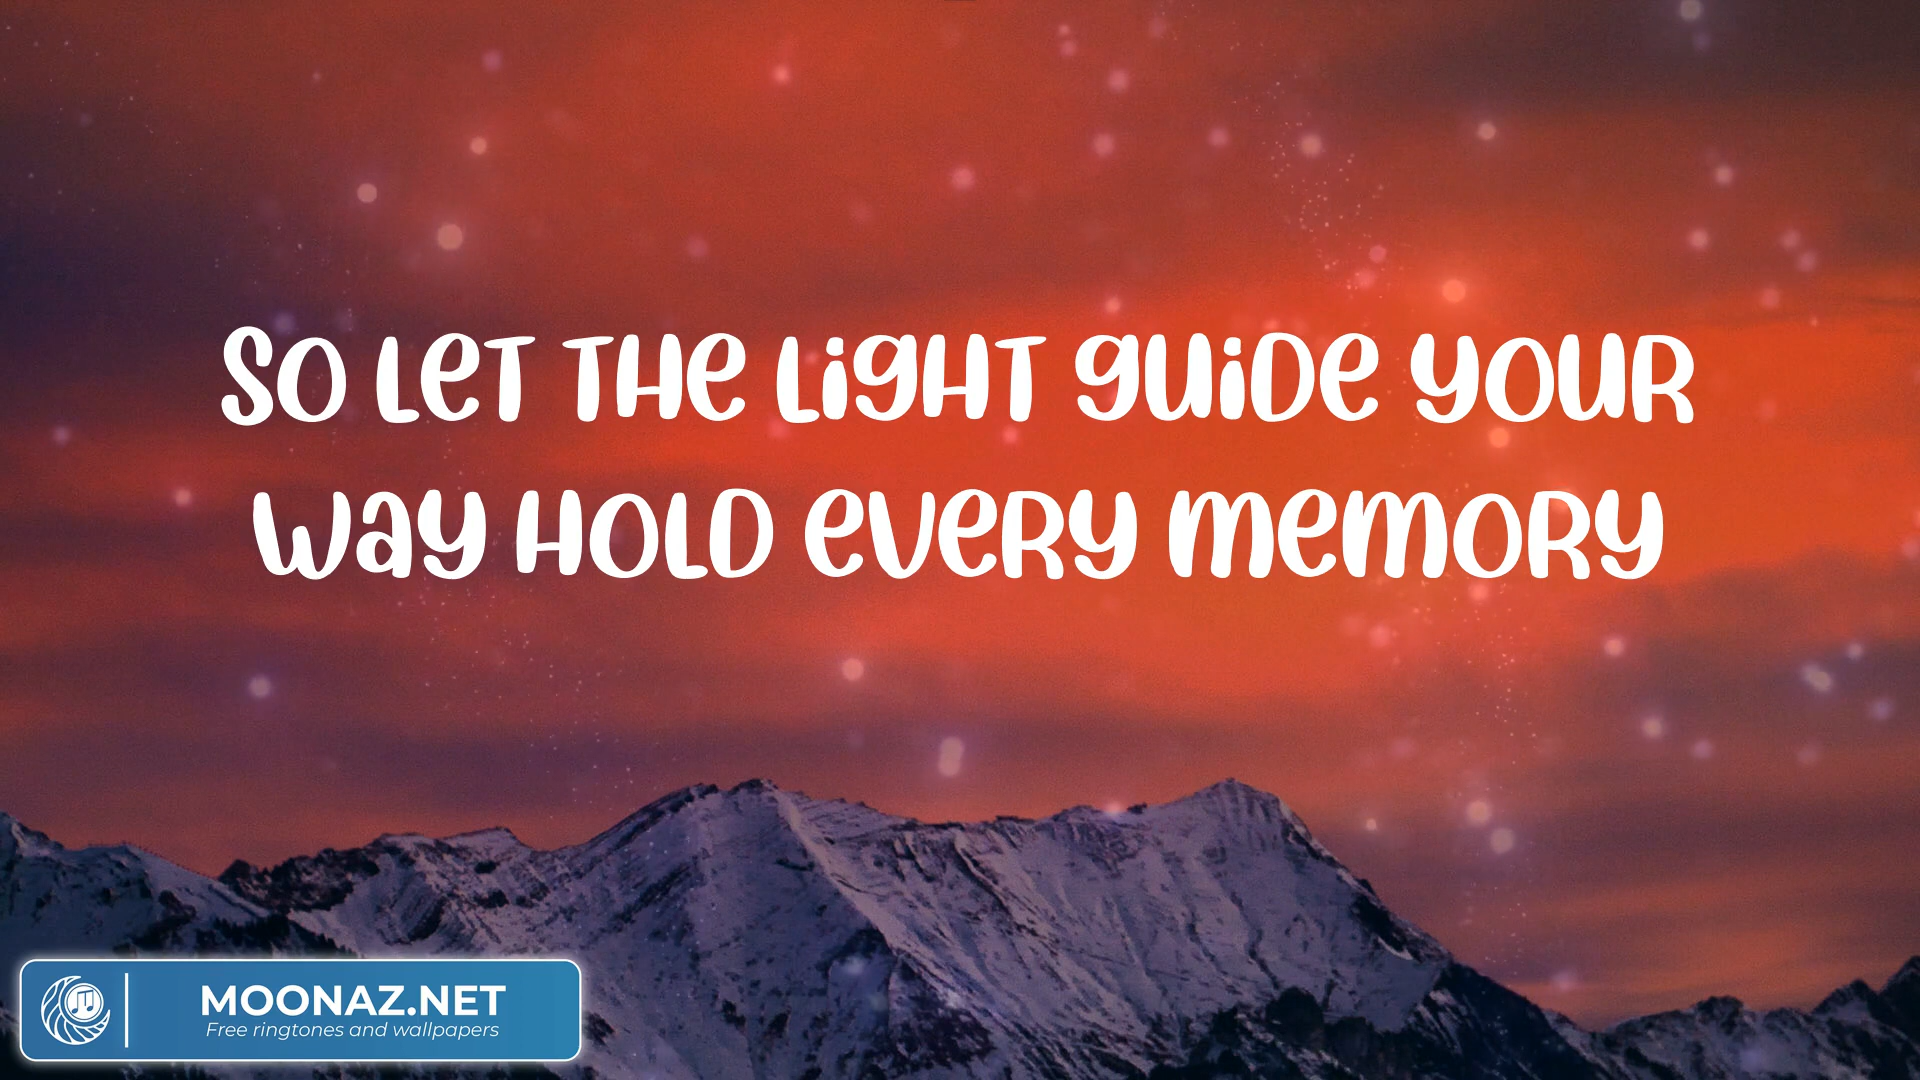 So Let the Light guide your
way Hold every memory
MOONAZ.NET
Free ringtones and wallpapers